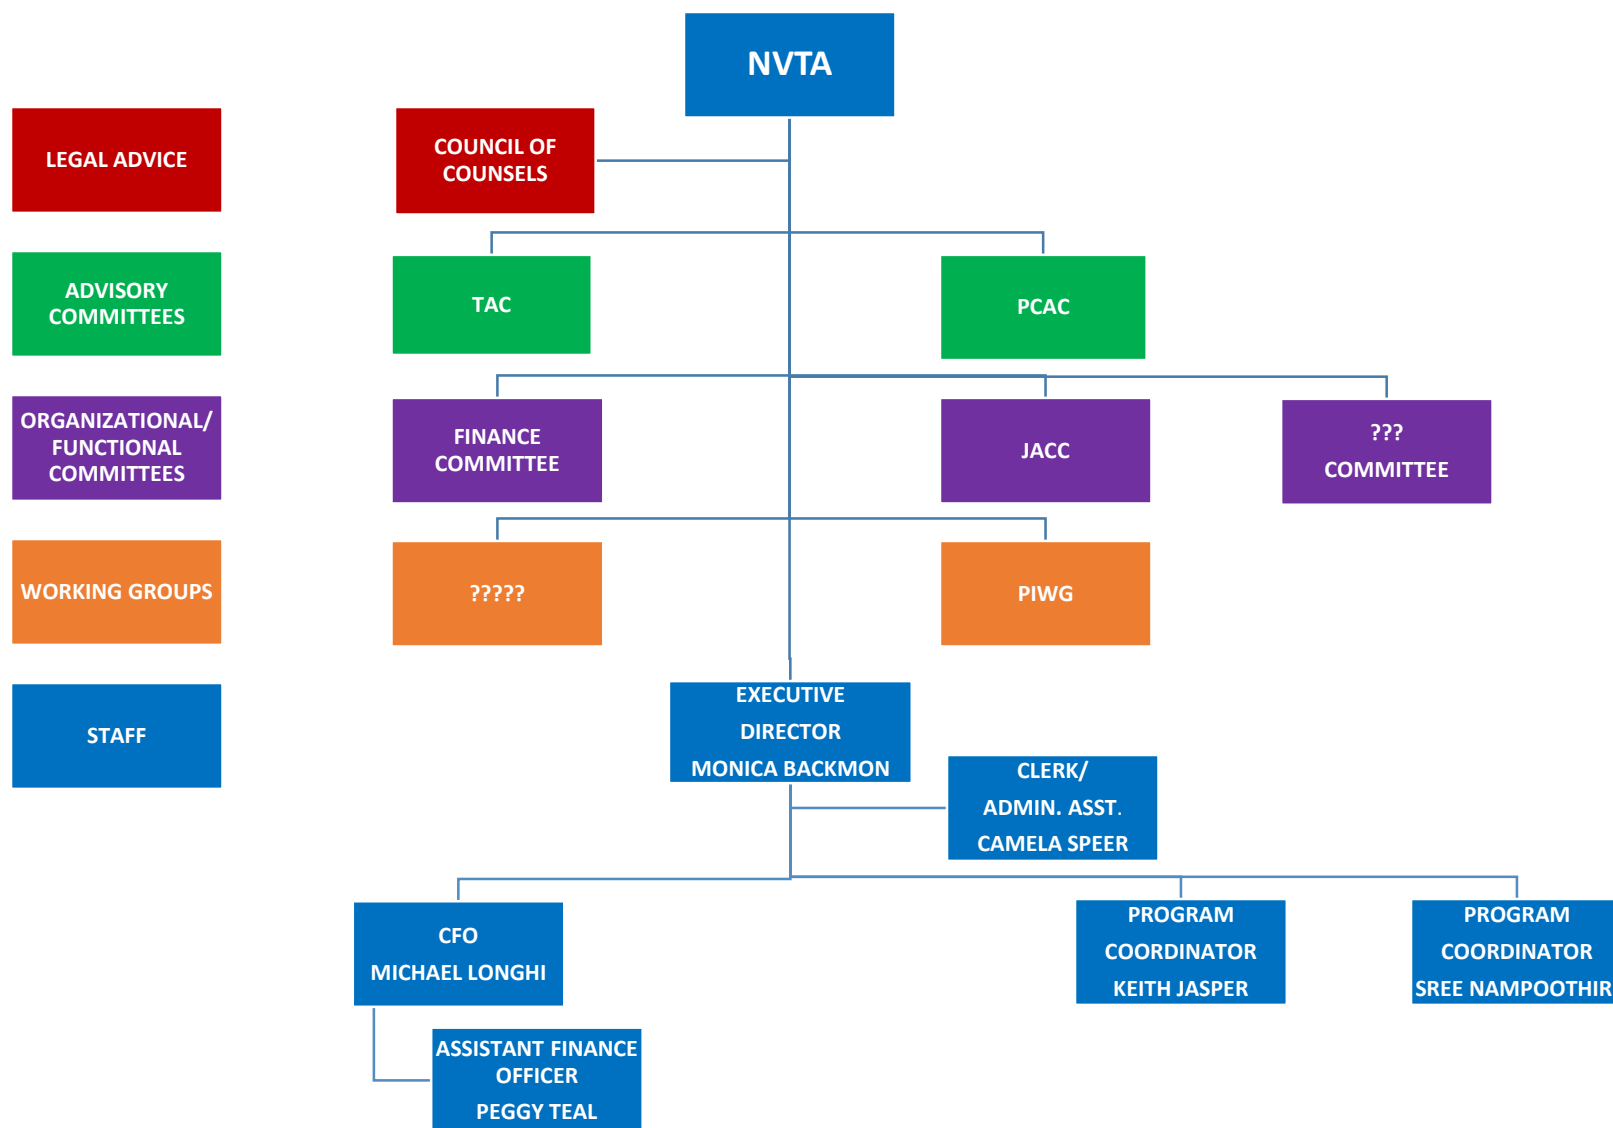 NVTA
LEGAL ADVICE
COUNCIL OF
COUNSELS
ADVISORY
COMMITTEES
TAC
PCAC
ORGANIZATIONAL/
FUNCTIONAL
COMMITTEES
FINANCE
COMMITTEE
JACC
???
COMMITTEE
WORKING GROUPS
?????
PIWG
STAFF
EXECUTIVE
DIRECTOR
MONICA BACKMON
CLERK/
ADMIN. ASST.
CAMELA SPEER
CFO
MICHAEL LONGHI
PROGRAM
COORDINATOR
KEITH JASPER
PROGRAM
COORDINATOR
SREE NAMPOOTHIR
ASSISTANT FINANCE
OFFICER
PEGGY TEAL